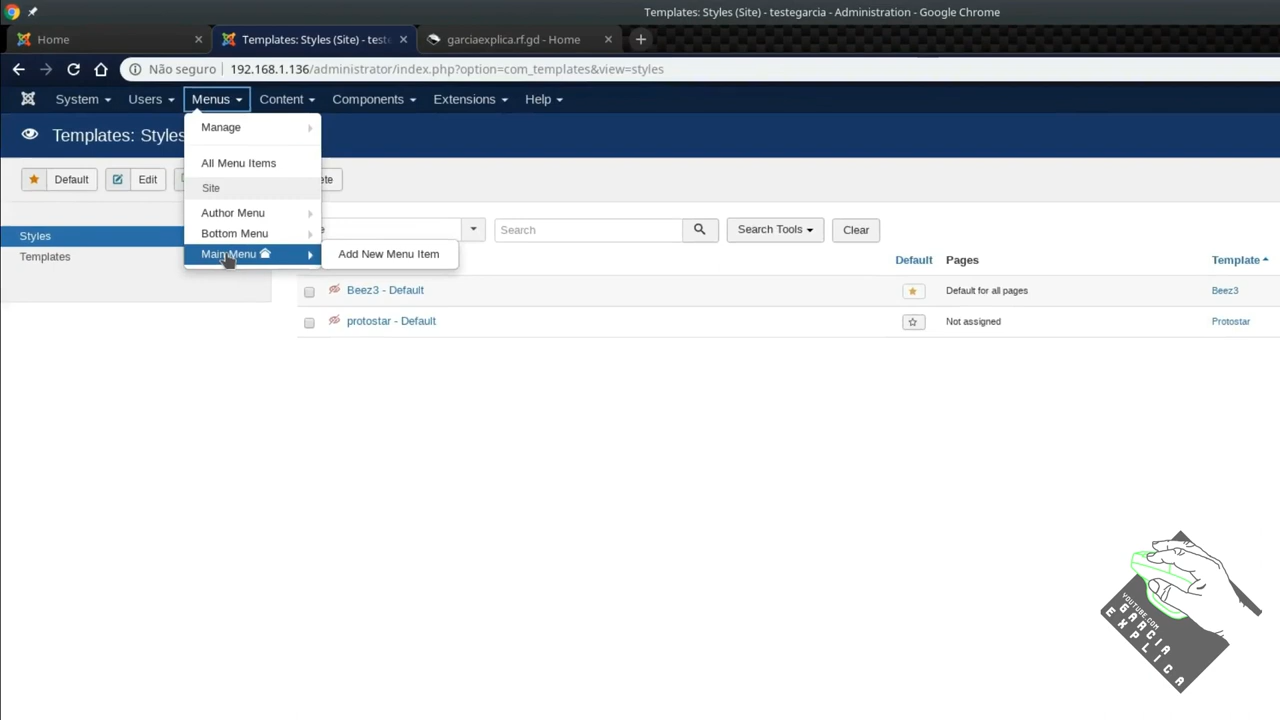 Templates: Styles (Site) - testegarcia - Administration - Google Chrome
Home
Templates: Styles (Site) - teste
garciaexplica.rf.gd - Home
Não seguro
192.168.1.136/administrator/index.php?option=com_templates&view=styles
System
Users
Menus
Content
Components
Extensions
Help
Templates: Styles
Manage
All Menu Items
Site
Author Menu
Bottom Menu
Main Menu
Add New Menu Item
Default
Edit
Search
Search Tools
Clear
Styles
Templates
Default
Pages
Template
Beez3 - Default
Default for all pages
Beez3
protostar - Default
Not assigned
Protostar
YOUTUBE.COM
GARCIA
EXPLICA